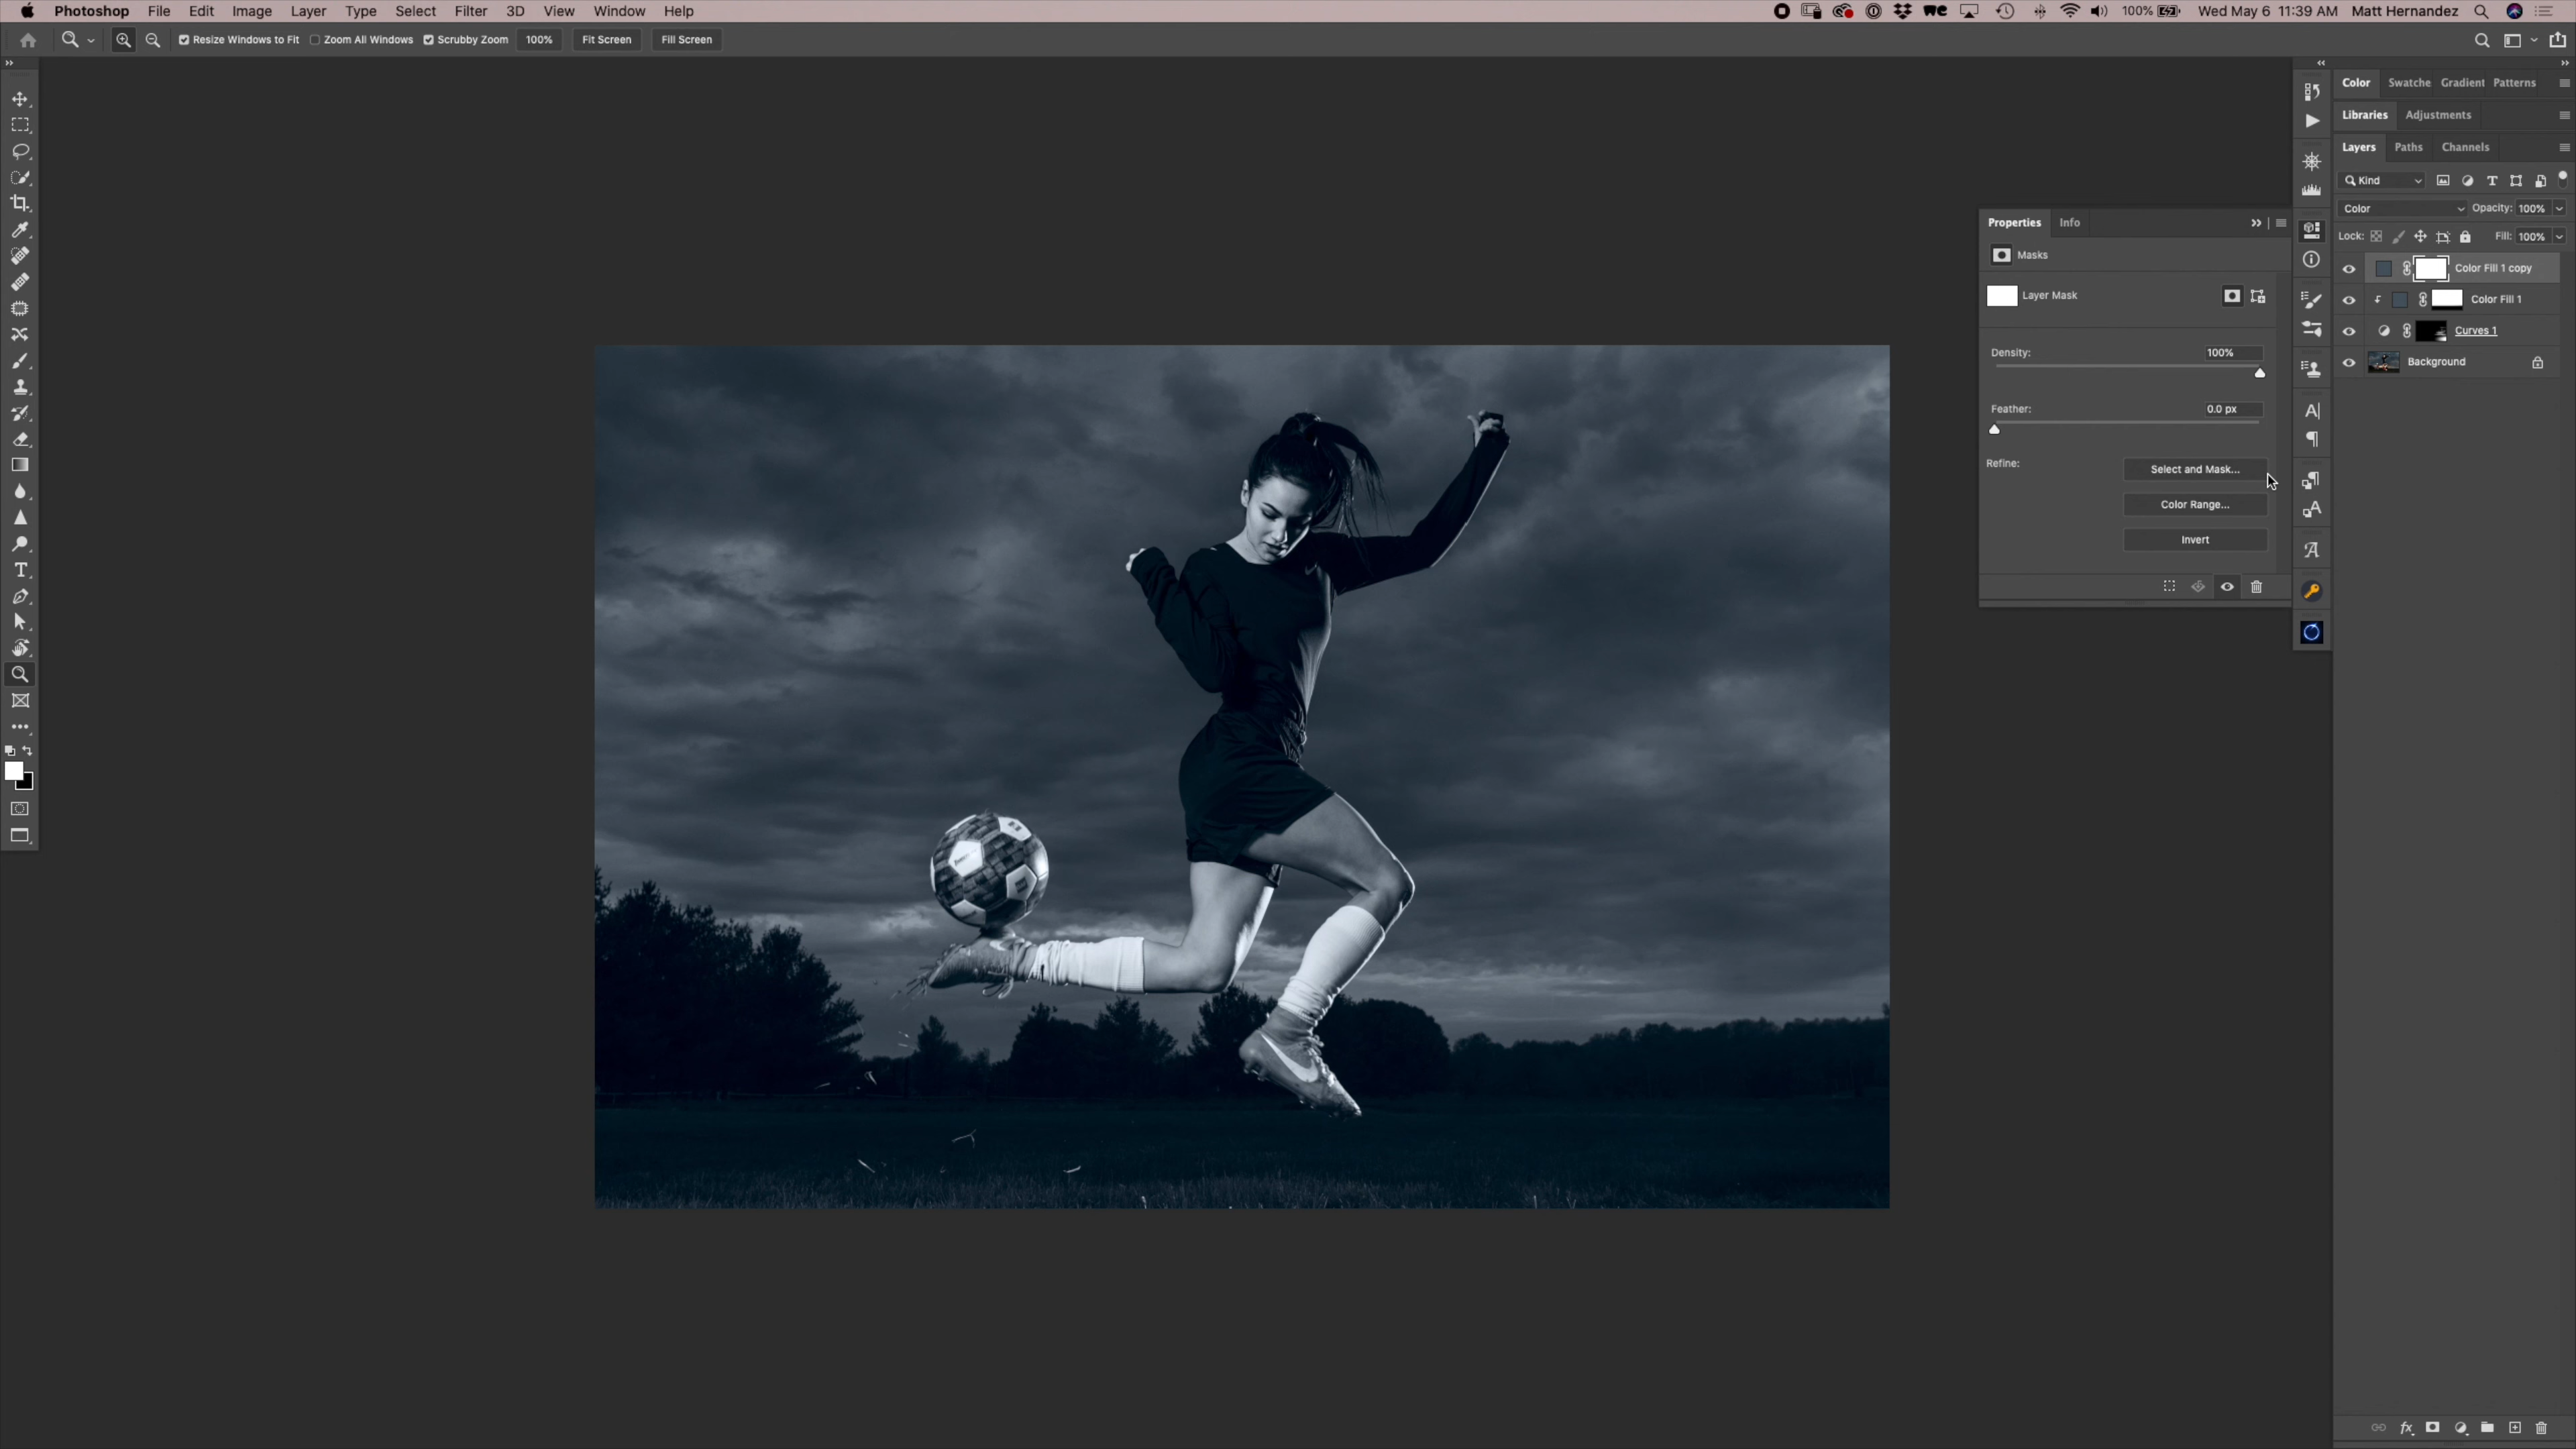 Photoshop File Edit Image Layer Type Select Filter 3D View Window Help 100% Wed May 6 11:39 AM Matt Hernandez
Resize Windows to Fit Zoom All Windows Scrubby Zoom 100% Fit Screen Fill Screen
Color Swatche Gradient Patterns
Libraries Adjustments
Layers Paths Channels
Kind
Color Opacity: 100%
Lock: Fill: 100%
Color Fill 1 copy
Color Fill 1
Curves 1
Background
Properties Info
Masks
Layer Mask
Density: 100%
Feather: 0.0 px
Refine: Select and Mask...
Color Range...
Invert